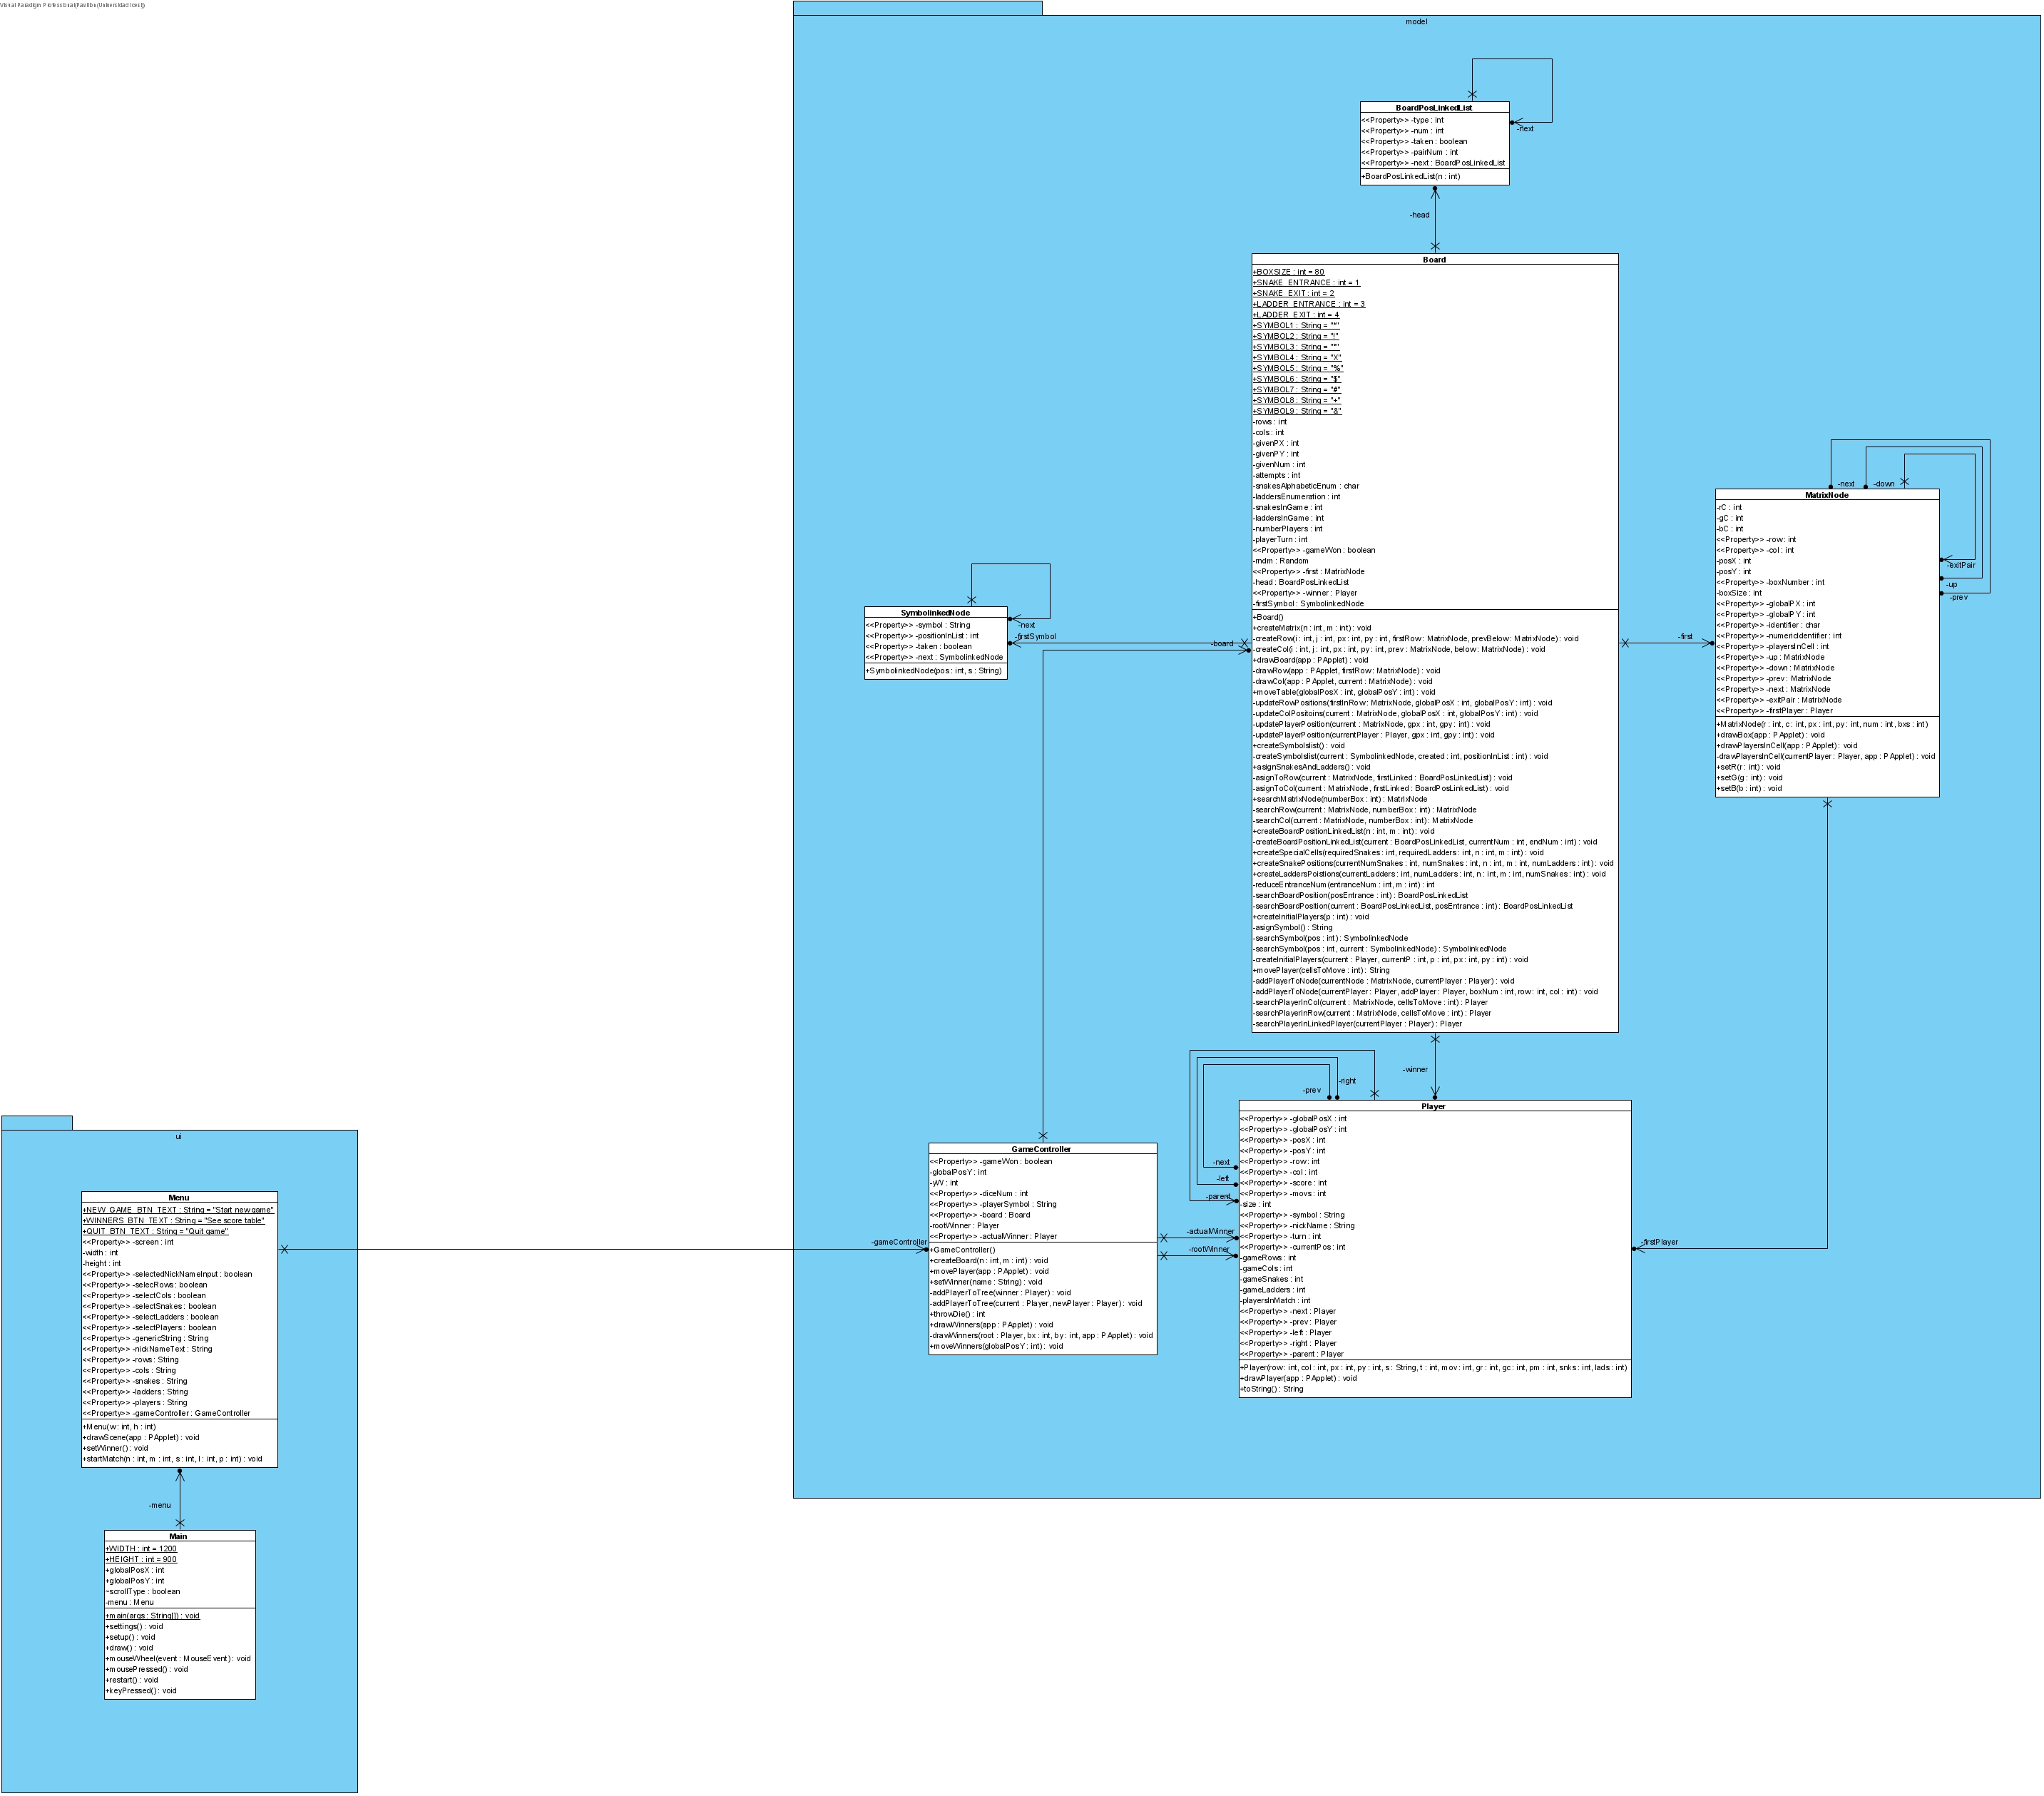 Visual Paradigm Professional(Pavilion(Universidad Icesi))
model
BoardPosLinkedList
<<Property>> -type : int
<<Property>> -num : int
<<Property>> -taken : boolean
<<Property>> -pairNum : int
<<Property>> -next : BoardPosLinkedList
+BoardPosLinkedList(n : int)
-next
-head
Board
+BOXSIZE : int = 80
+SNAKE_ENTRANCE : int = 1
+SNAKE_EXIT : int = 2
+LADDER_ENTRANCE : int = 3
+LADDER_EXIT : int = 4
+SYMBOL1 : String = "*"
+SYMBOL2 : String = "!"
+SYMBOL3 : String = "*"
+SYMBOL4 : String = "X"
+SYMBOL5 : String = "%"
+SYMBOL6 : String = "$"
+SYMBOL7 : String = "#"
+SYMBOL8 : String = "+"
+SYMBOL9 : String = "&"
-rows : int
-cols : int
-givenPX : int
-givenPY : int
-givenNum : int
-attempts : int
-snakesAlphabeticEnum : char
-laddersEnumeration : int
-snakesInGame : int
-laddersInGame : int
-numberPlayers : int
-playerTurn : int
<<Property>> -gameWon : boolean
-rndm : Random
<<Property>> -first : MatrixNode
-head : BoardPosLinkedList
<<Property>> -winner : Player
-firstSymbol : SymbolinkedNode
+Board()
+createMatrix(n : int, m : int) : void
-createRow(i : int, j : int, px : int, py : int, firstRow : MatrixNode, prevBelow : MatrixNode) : void
-createCol(i : int, j : int, px : int, py : int, prev : MatrixNode, below : MatrixNode) : void
+drawBoard(app : PApplet) : void
-drawRow(app : PApplet, firstRow : MatrixNode) : void
-drawCol(app : PApplet, current : MatrixNode) : void
+moveTable(globalPosX : int, globalPosY : int) : void
-updateRowPositions(firstInRow : MatrixNode, globalPosX : int, globalPosY : int) : void
-updateColPositoins(current : MatrixNode, globalPosX : int, globalPosY : int) : void
-updatePlayerPosition(current : MatrixNode, gpx : int, gpy : int) : void
-updatePlayerPosition(currentPlayer : Player, gpx : int, gpy : int) : void
+createSymbolslist() : void
-createSymbolslist(current : SymbolinkedNode, created : int, positionInList : int) : void
+asignSnakesAndLadders() : void
-asignToRow(current : MatrixNode, firstLinked : BoardPosLinkedList) : void
-asignToCol(current : MatrixNode, firstLinked : BoardPosLinkedList) : void
+searchMatrixNode(numberBox : int) : MatrixNode
-searchRow(current : MatrixNode, numberBox : int) : MatrixNode
-searchCol(current : MatrixNode, numberBox : int) : MatrixNode
+createBoardPositionLinkedList(n : int, m : int) : void
-createBoardPositionLinkedList(current : BoardPosLinkedList, currentNum : int, endNum : int) : void
+createSpecialCells(requiredSnakes : int, requiredLadders : int, n : int, m : int) : void
+createSnakePositions(currentNumSnakes : int, numSnakes : int, n : int, m : int, numLadders : int) : void
+createLaddersPoistions(currentLadders : int, numLadders : int, n : int, m : int, numSnakes : int) : void
-reduceEntranceNum(entranceNum : int, m : int) : int
-searchBoardPosition(posEntrance : int) : BoardPosLinkedList
-searchBoardPosition(current : BoardPosLinkedList, posEntrance : int) : BoardPosLinkedList
+createInitialPlayers(p : int) : void
-asignSymbol() : String
-searchSymbol(pos : int) : SymbolinkedNode
-searchSymbol(pos : int, current : SymbolinkedNode) : SymbolinkedNode
-createInitialPlayers(current : Player, currentP : int, p : int, px : int, py : int) : void
+movePlayer(cellsToMove : int) : String
-addPlayerToNode(currentNode : MatrixNode, currentPlayer : Player) : void
-addPlayerToNode(currentPlayer : Player, addPlayer : Player, boxNum : int, row : int, col : int) : void
-searchPlayerInCol(current : MatrixNode, cellsToMove : int) : Player
-searchPlayerInRow(current : MatrixNode, cellsToMove : int) : Player
-searchPlayerInLinkedPlayer(currentPlayer : Player) : Player
-next
-down
MatrixNode
-rC : int
-gC : int
-bC : int
<<Property>> -row : int
<<Property>> -col : int
-posX : int
-posY : int
<<Property>> -boxNumber : int
-boxSize : int
<<Property>> -globalPX : int
<<Property>> -globalPY : int
<<Property>> -identifier : char
<<Property>> -numericIdentifier : int
<<Property>> -playersInCell : int
<<Property>> -up : MatrixNode
<<Property>> -down : MatrixNode
<<Property>> -prev : MatrixNode
<<Property>> -next : MatrixNode
<<Property>> -exitPair : MatrixNode
<<Property>> -firstPlayer : Player
+MatrixNode(r : int, c : int, px : int, py : int, num : int, bxs : int)
+drawBox(app : PApplet) : void
+drawPlayersInCell(app : PApplet) : void
-drawPlayersInCell(currentPlayer : Player, app : PApplet) : void
+setR(r : int) : void
+setG(g : int) : void
+setB(b : int) : void
-exitPair
-up
-prev
SymbolinkedNode
<<Property>> -symbol : String
<<Property>> -positionInList : int
<<Property>> -taken : boolean
<<Property>> -next : SymbolinkedNode
+SymbolinkedNode(pos : int, s : String)
-next
-firstSymbol
-board
-first
-winner
-right
-prev
-next
-left
-parent
Player
<<Property>> -globalPosX : int
<<Property>> -globalPosY : int
<<Property>> -posX : int
<<Property>> -posY : int
<<Property>> -row : int
<<Property>> -col : int
<<Property>> -score : int
<<Property>> -movs : int
-size : int
<<Property>> -symbol : String
<<Property>> -nickName : String
<<Property>> -turn : int
<<Property>> -currentPos : int
-gameRows : int
-gameCols : int
-gameSnakes : int
-gameLadders : int
-playersInMatch : int
<<Property>> -next : Player
<<Property>> -prev : Player
<<Property>> -left : Player
<<Property>> -right : Player
<<Property>> -parent : Player
+Player(row : int, col : int, px : int, py : int, s : String, t : int, mov : int, gr : int, gc : int, pm : int, snks : int, lads : int)
+drawPlayer(app : PApplet) : void
+toString() : String
-firstPlayer
GameController
<<Property>> -gameWon : boolean
-globalPosY : int
-yW : int
<<Property>> -diceNum : int
<<Property>> -playerSymbol : String
<<Property>> -board : Board
-rootWinner : Player
<<Property>> -actualWinner : Player
+GameController()
+createBoard(n : int, m : int) : void
+movePlayer(app : PApplet) : void
+setWinner(name : String) : void
-addPlayerToTree(winner : Player) : void
-addPlayerToTree(current : Player, newPlayer : Player) : void
+throwDie() : int
+drawWinners(app : PApplet) : void
-drawWinners(root : Player, bx : int, by : int, app : PApplet) : void
+moveWinners(globalPosY : int) : void
-actualWinner
-rootWinner
-gameController
ui
Menu
+NEW_GAME_BTN_TEXT : String = "Start new game"
+WINNERS_BTN_TEXT : String = "See score table"
+QUIT_BTN_TEXT : String = "Quit game"
<<Property>> -screen : int
-width : int
-height : int
<<Property>> -selectedNickNameInput : boolean
<<Property>> -selecRows : boolean
<<Property>> -selectCols : boolean
<<Property>> -selectSnakes : boolean
<<Property>> -selectLadders : boolean
<<Property>> -selectPlayers : boolean
<<Property>> -genericString : String
<<Property>> -nickNameText : String
<<Property>> -rows : String
<<Property>> -cols : String
<<Property>> -snakes : String
<<Property>> -ladders : String
<<Property>> -players : String
<<Property>> -gameController : GameController
+Menu(w : int, h : int)
+drawScene(app : PApplet) : void
+setWinner() : void
+startMatch(n : int, m : int, s : int, l : int, p : int) : void
-menu
Main
+WIDTH : int = 1200
+HEIGHT : int = 900
+globalPosX : int
+globalPosY : int
~scrollType : boolean
-menu : Menu
+main(args : String[]) : void
+settings() : void
+setup() : void
+draw() : void
+mouseWheel(event : MouseEvent) : void
+mousePressed() : void
+restart() : void
+keyPressed() : void